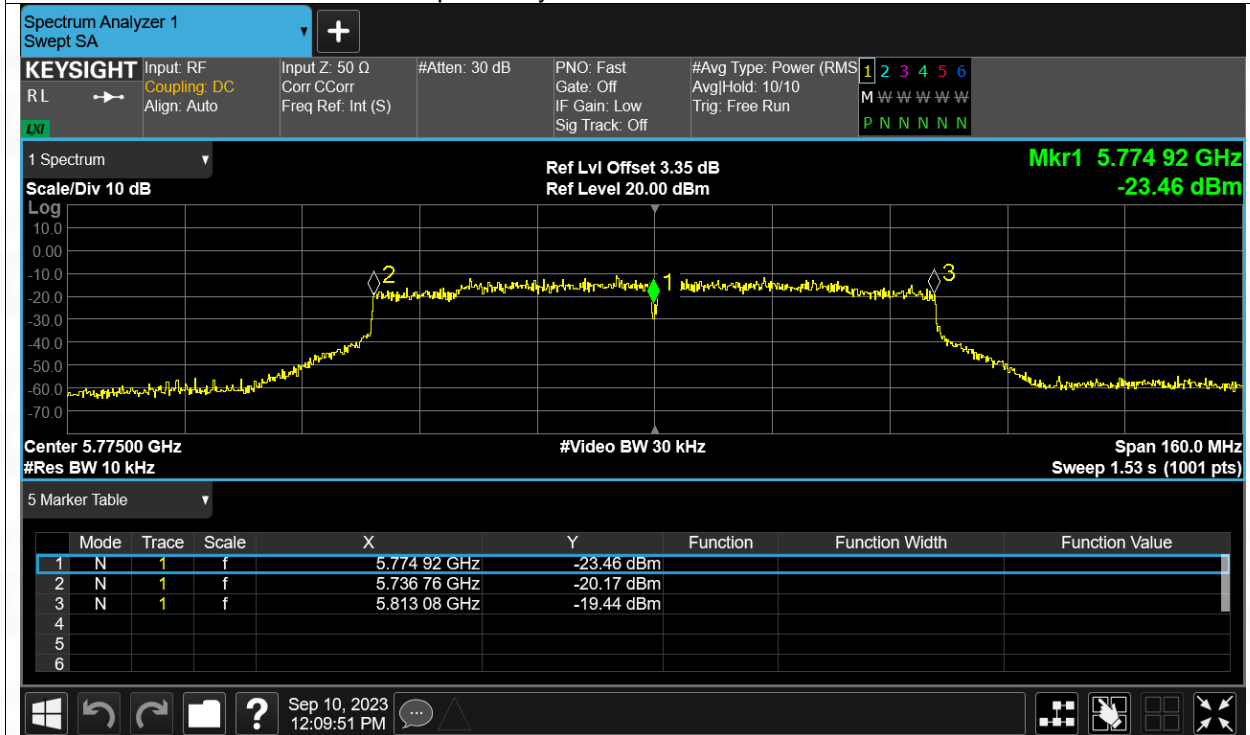 Spectrum Analyzer 1
Swept SA
+
KEYSIGHT Input: RF Input Z: 50 Ω #Atten: 30 dB PNO: Fast #Avg Type: Power (RMS 1 2 3 4 5 6
RL Coupling: DC Corr CCorr Gate: Off Avg|Hold: 10/10 M W W W W W
Align: Auto Freq Ref: Int (S) IF Gain: Low Trig: Free Run P N N N N N
LXI Sig Track: Off
1 Spectrum Ref Lvl Offset 3.35 dB Mkr1 5.774 92 GHz
Scale/Div 10 dB Ref Level 20.00 dBm -23.46 dBm
Log
10.0
0.00
-10.0
-20.0
-30.0
-40.0
-50.0
-60.0
-70.0
2
1
3
Center 5.77500 GHz #Video BW 30 kHz Span 160.0 MHz
#Res BW 10 kHz Sweep 1.53 s (1001 pts)
5 Marker Table
Mode Trace Scale X Y Function Function Width Function Value
1 N 1 f 5.774 92 GHz -23.46 dBm
2 N 1 f 5.736 76 GHz -20.17 dBm
3 N 1 f 5.813 08 GHz -19.44 dBm
4
5
6
? Sep 10, 2023
12:09:51 PM